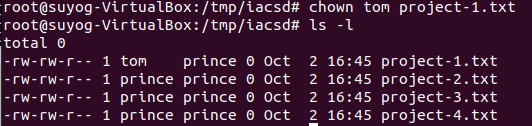 root@suyog-VirtualBox:/tmp/iacsd# chown tom project-1.txt
root@suyog-VirtualBox:/tmp/iacsd# ls -l
total 0
-rw-rw-r-- 1 tom    prince 0 Oct  2 16:45 project-1.txt
-rw-rw-r-- 1 prince prince 0 Oct  2 16:45 project-2.txt
-rw-rw-r-- 1 prince prince 0 Oct  2 16:45 project-3.txt
-rw-rw-r-- 1 prince prince 0 Oct  2 16:45 project-4.txt